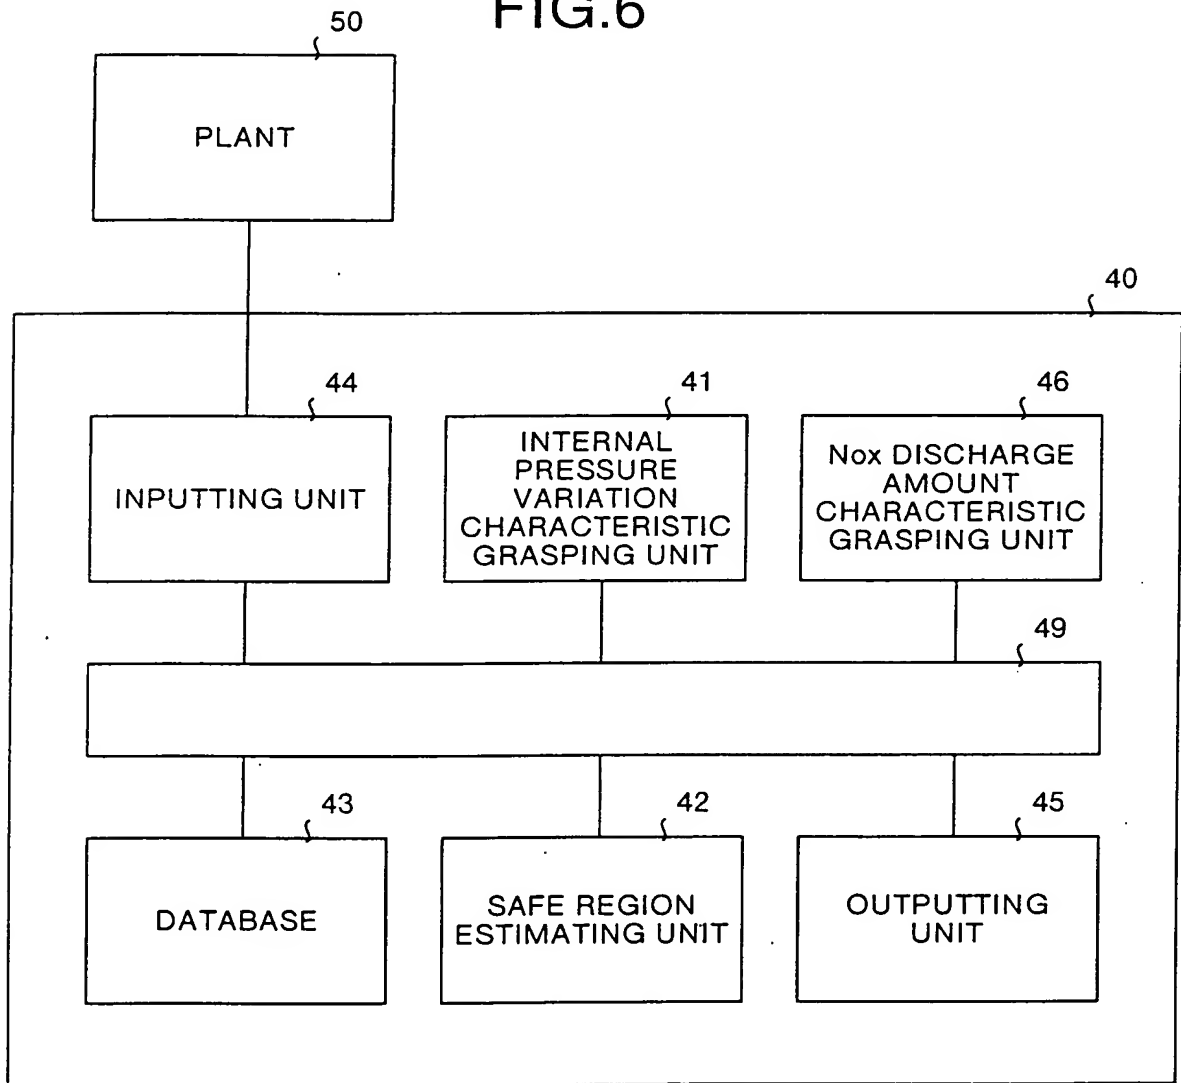 FIG.6
50
PLANT
40
44
INPUTTING UNIT
41
INTERNAL
PRESSURE
VARIATION
CHARACTERISTIC
GRASPING UNIT
46
Nox DISCHARGE
AMOUNT
CHARACTERISTIC
GRASPING UNIT
49
43
DATABASE
42
SAFE REGION
ESTIMATING UNIT
45
OUTPUTTING
UNIT